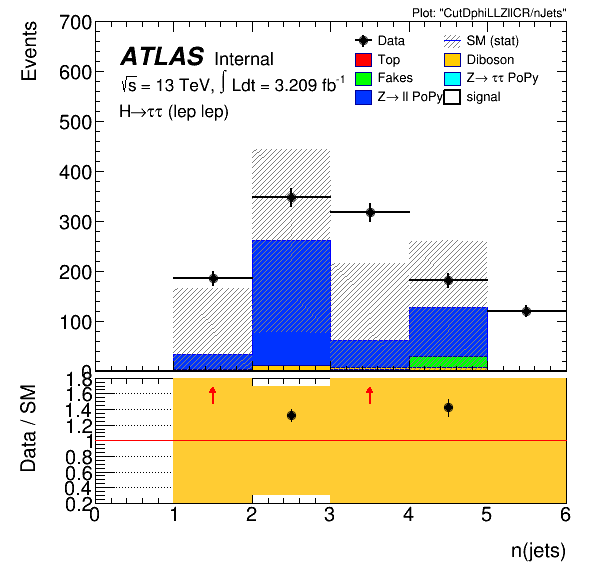 Plot: "CutDphiLLZllCR/nJets"
Events
700
600
500
400
300
200
100
0
ATLAS Internal
√s = 13 TeV, ∫ Ldt = 3.209 fb⁻¹
H→ττ (lep lep)
Data
Top
Fakes
Z→ ll PoPy
SM (stat)
Diboson
Z→ ττ PoPy
signal
Data / SM
1.8
1.6
1.4
1.2
1
0.8
0.6
0.4
0.2
0 1 2 3 4 5 6
n(jets)